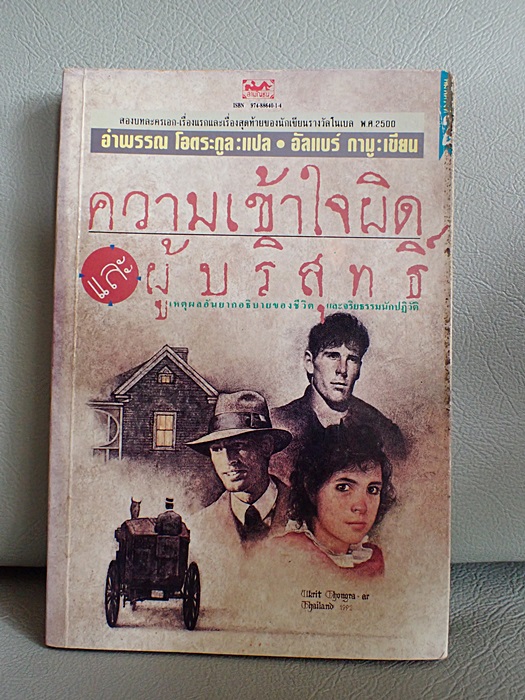 สามัญชน
ISBN 974-88640-1-4
สองบทละครเอก-เรื่องแรกและเรื่องสุดท้ายของนักเขียนรางวัลโนเบล พ.ศ.2500
อำพรรณ โอตระกูล:แปล • อัลแบร์ กามู:เขียน
ความเข้าใจผิด
และ ผู้บริสุทธิ์
เหตุผลอันยากอธิบายของชีวิต และจริยธรรมนักปฏิวัติ
Thailand 1992